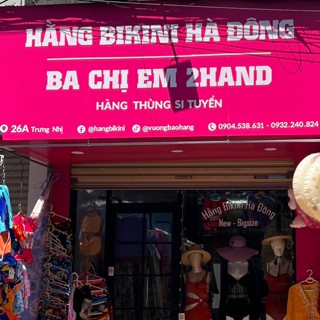 HẰNG BIKINI HÀ ĐÔNG
BA CHỊ EM 2HAND
HÀNG THÙNG SI TUYỂN
26A Trưng Nhị @hangbikini @vuongbaohang 0904.538.631 - 0932.240.824
Hằng Bikini Hà Đông
New - Bigsize